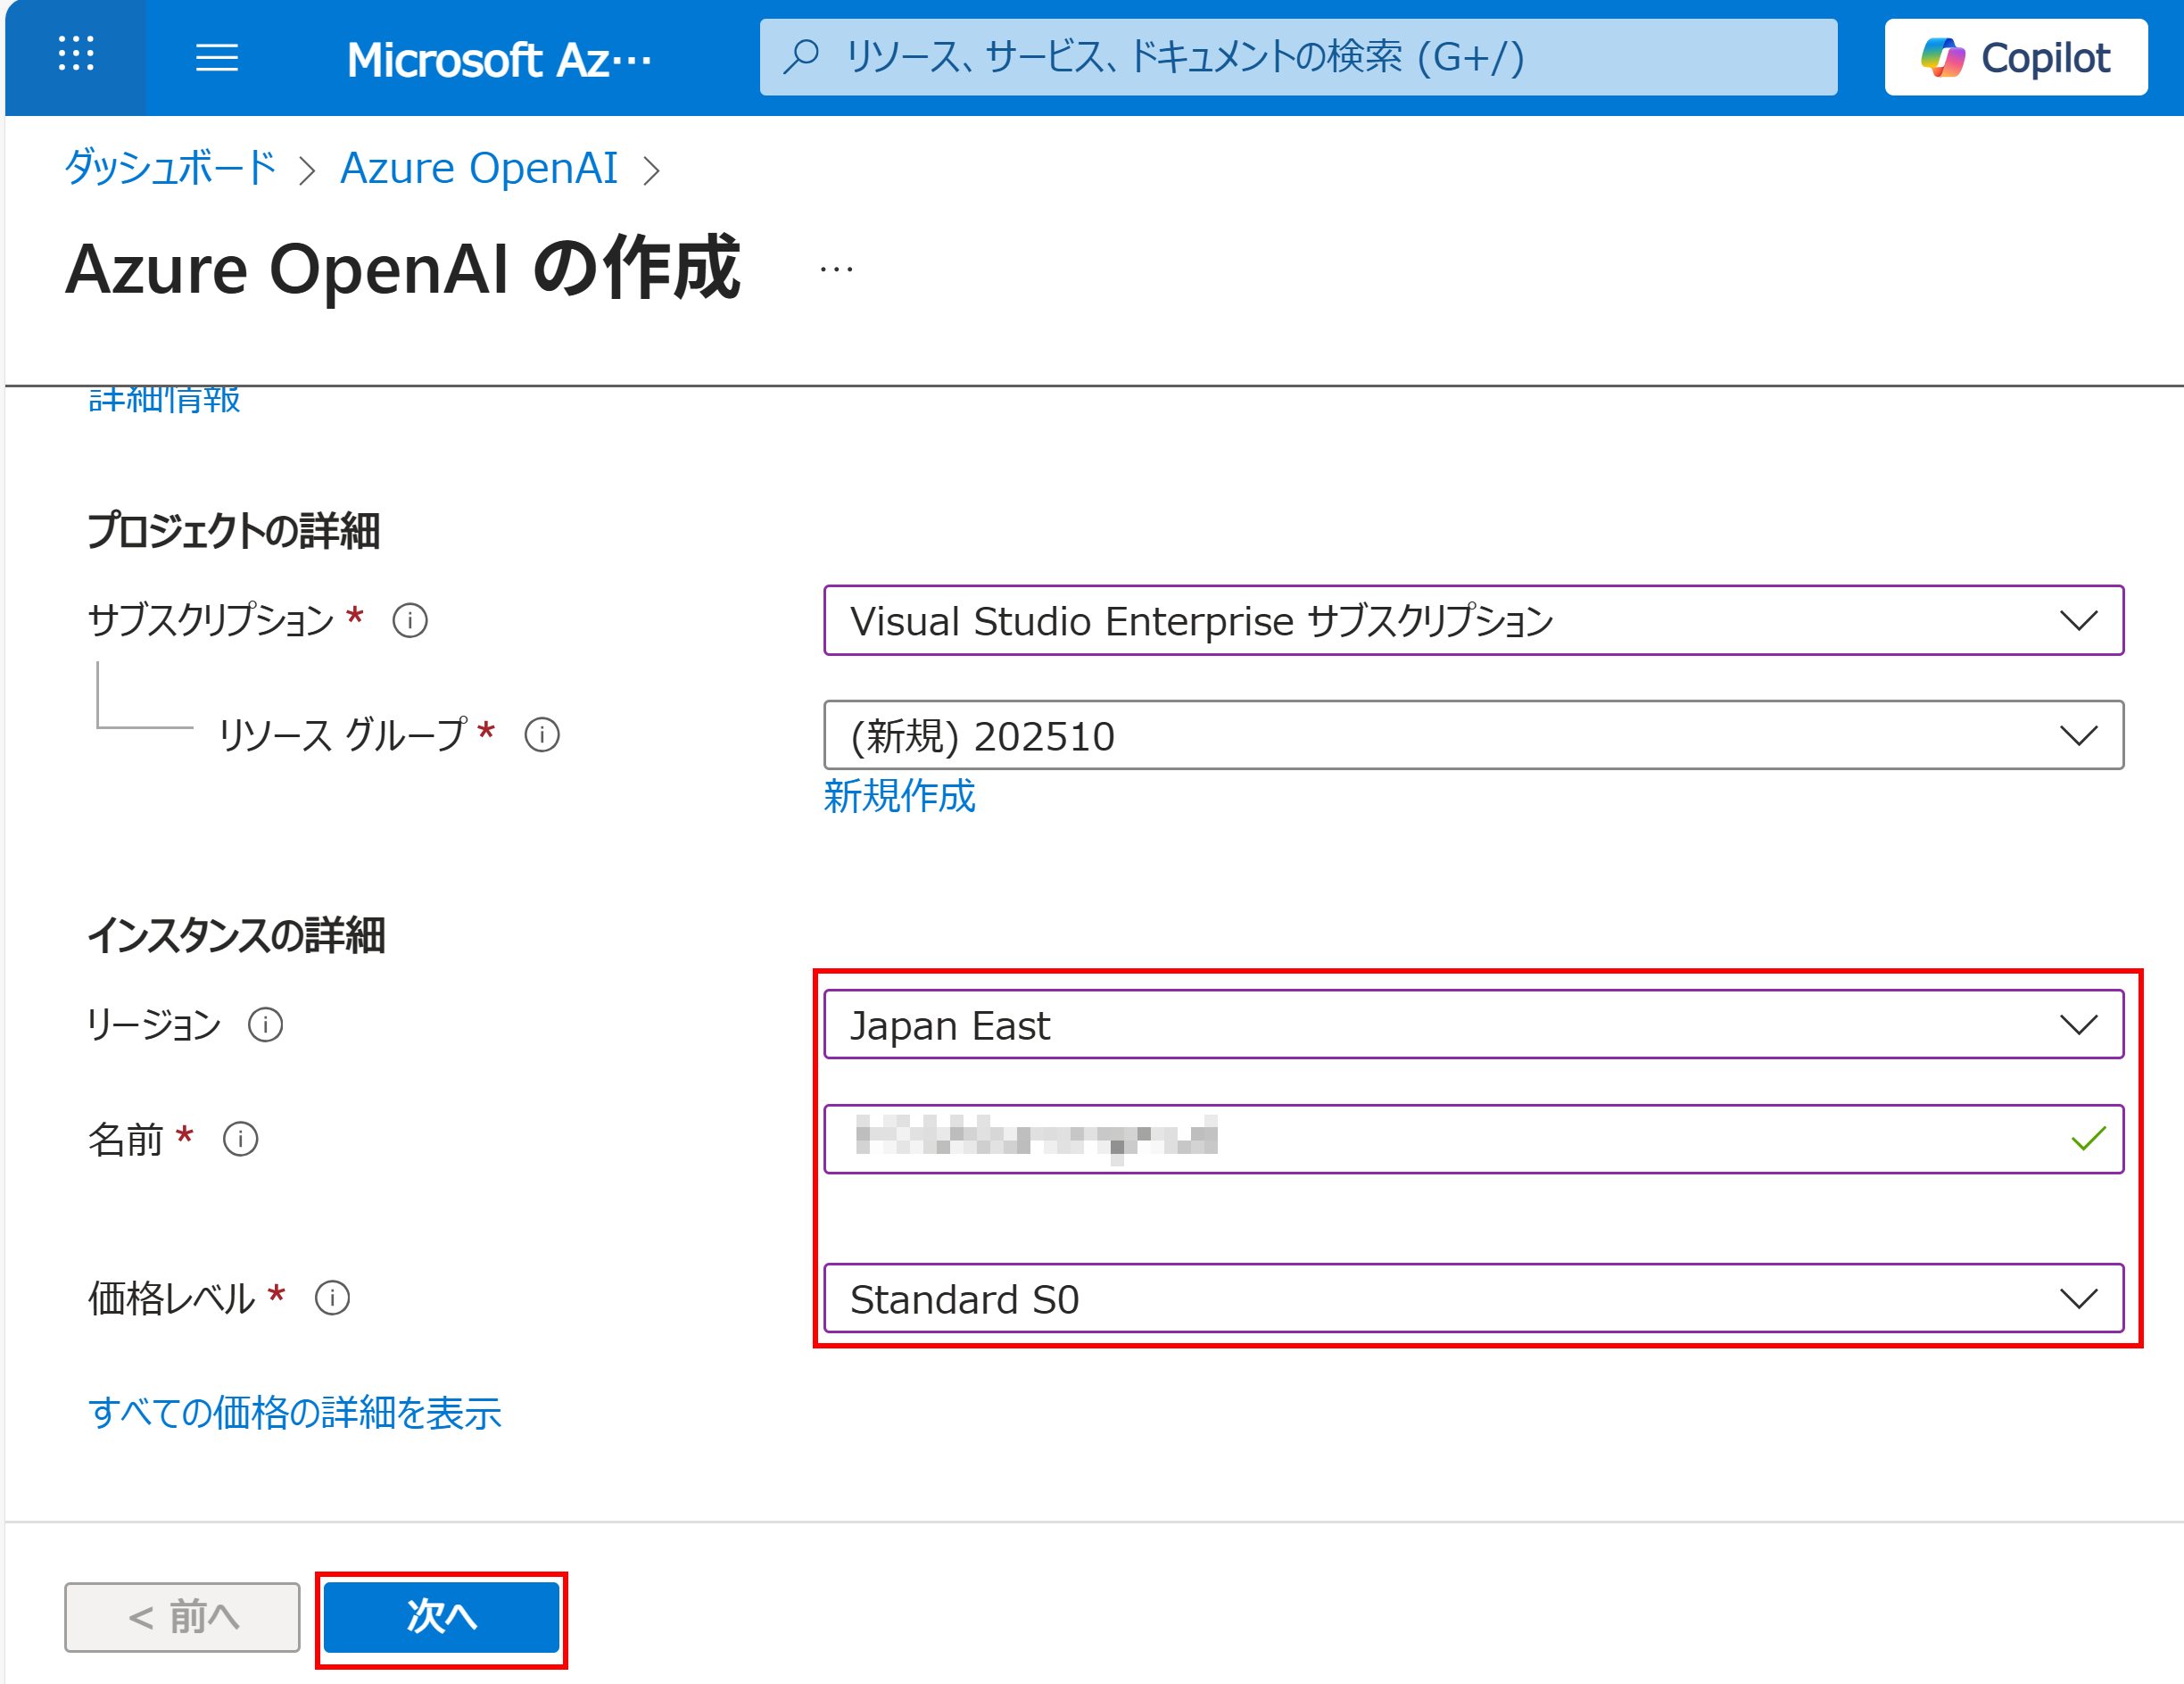 Microsoft Az…
リソース、サービス、ドキュメントの検索 (G+/)
Copilot
ダッシュボード > Azure OpenAI >
Azure OpenAI の作成 …
詳細情報
プロジェクトの詳細
サブスクリプション *
Visual Studio Enterprise サブスクリプション
リソース グループ *
(新規) 202510
新規作成
インスタンスの詳細
リージョン
Japan East
名前 *
価格レベル *
Standard S0
すべての価格の詳細を表示
< 前へ
次へ